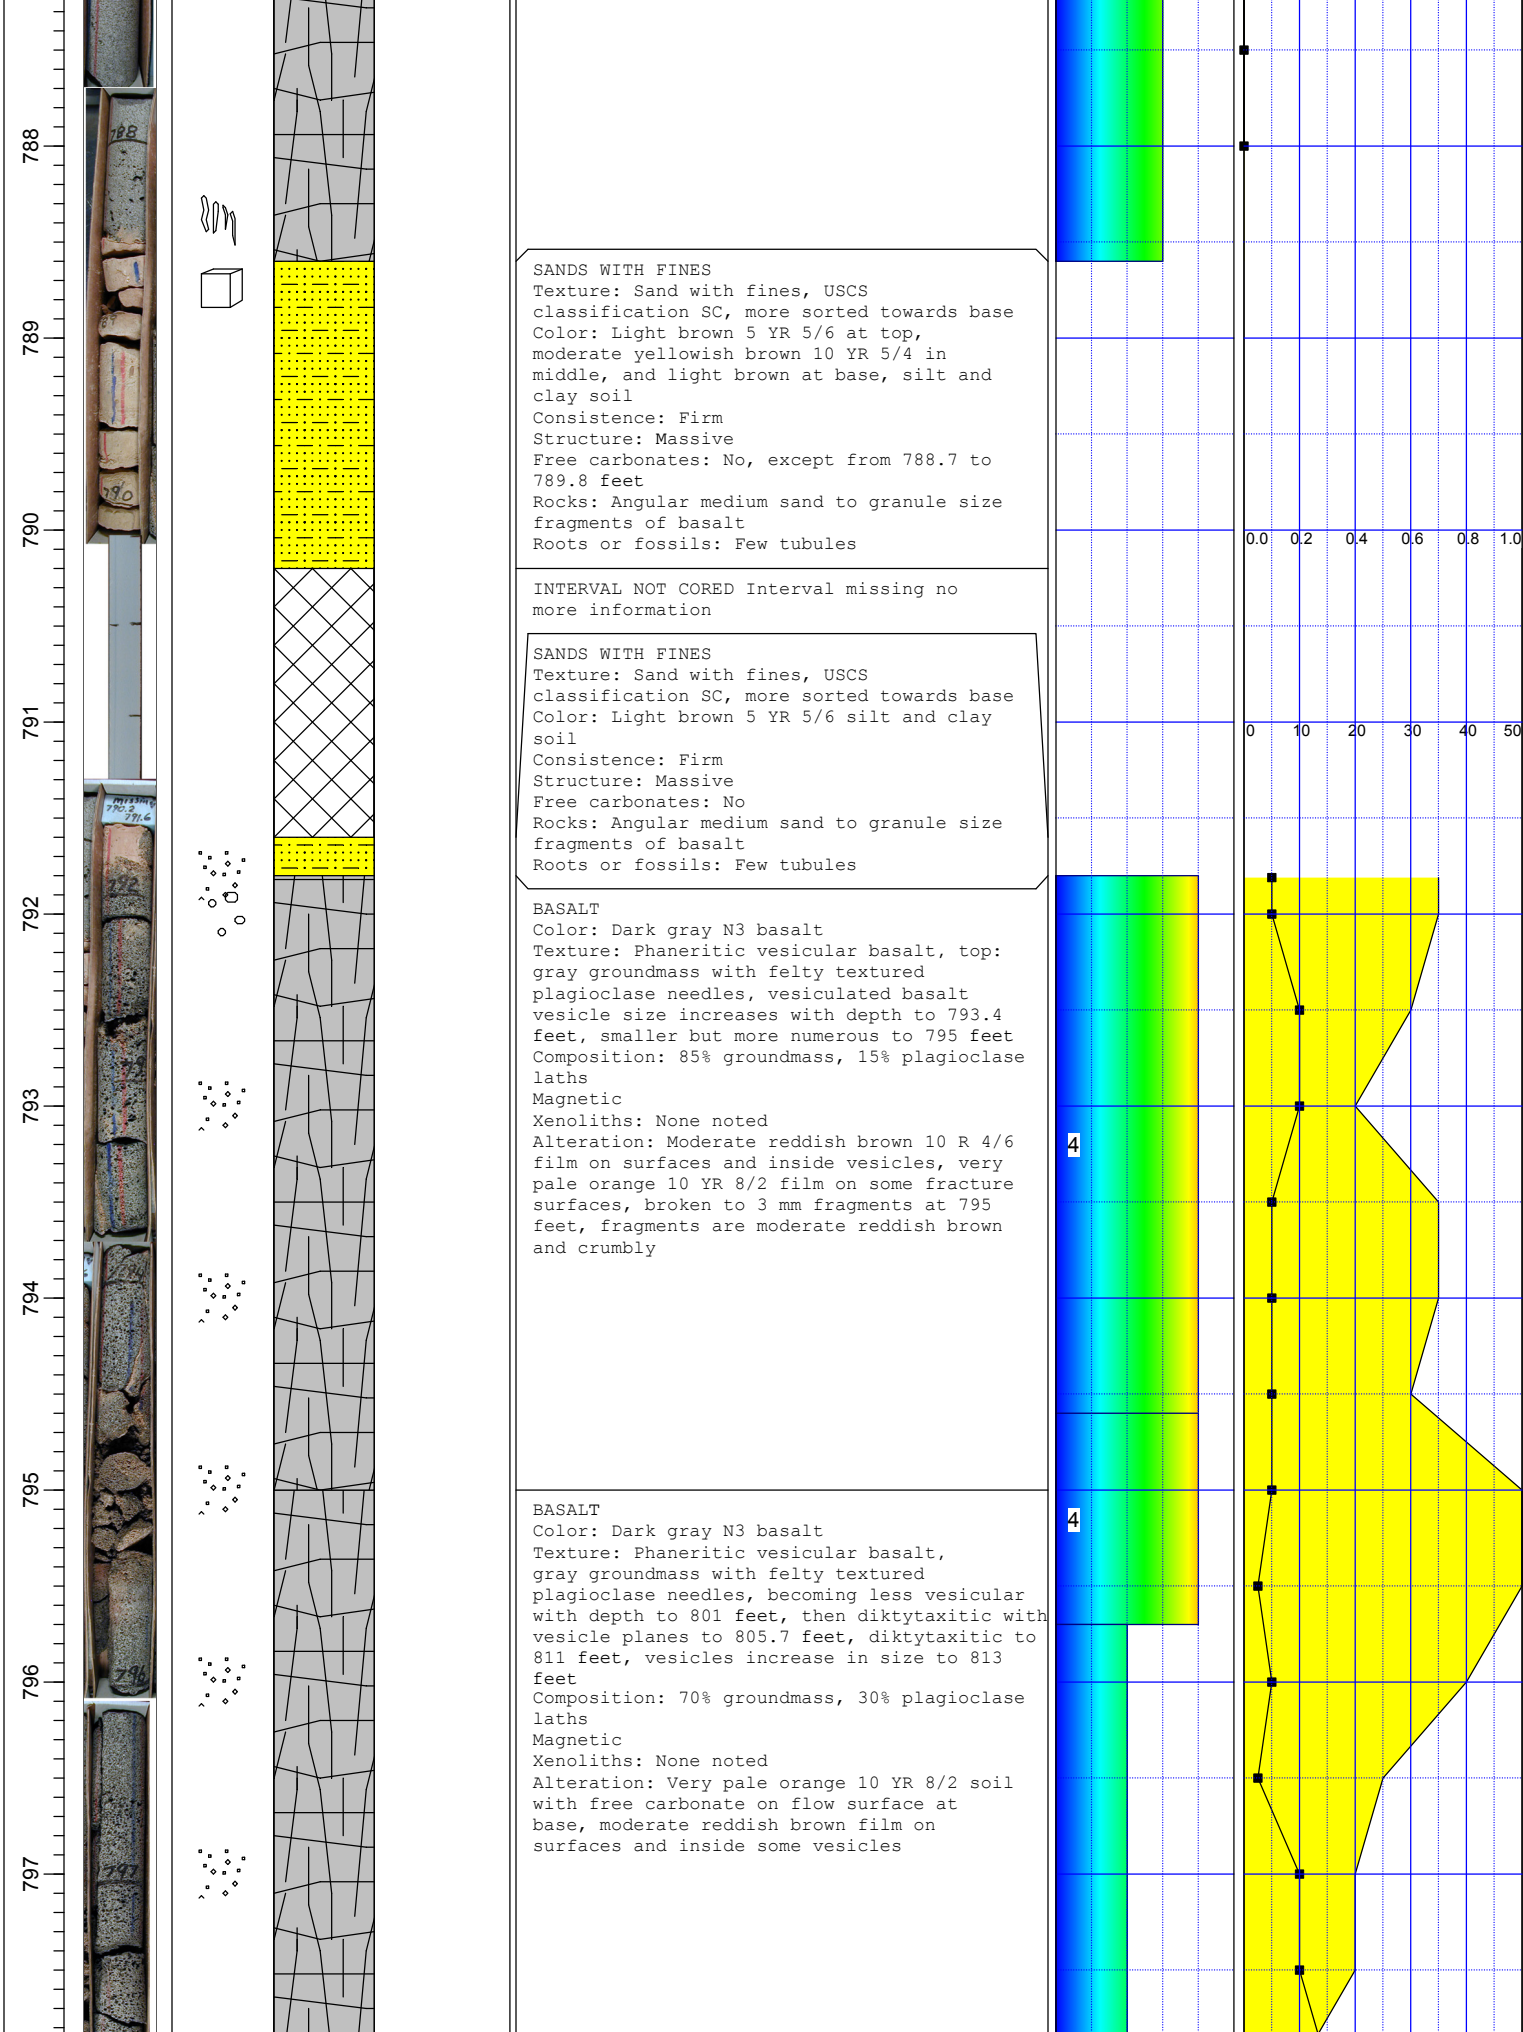 788
789
790
791
792
793
794
795
796
797
788
790
missing
790.2
791.6
792
796
797
SANDS WITH FINES
Texture: Sand with fines, USCS
classification SC, more sorted towards base
Color: Light brown 5 YR 5/6 at top,
moderate yellowish brown 10 YR 5/4 in
middle, and light brown at base, silt and
clay soil
Consistence: Firm
Structure: Massive
Free carbonates: No, except from 788.7 to
789.8 feet
Rocks: Angular medium sand to granule size
fragments of basalt
Roots or fossils: Few tubules
INTERVAL NOT CORED Interval missing no
more information
SANDS WITH FINES
Texture: Sand with fines, USCS
classification SC, more sorted towards base
Color: Light brown 5 YR 5/6 silt and clay
soil
Consistence: Firm
Structure: Massive
Free carbonates: No
Rocks: Angular medium sand to granule size
fragments of basalt
Roots or fossils: Few tubules
BASALT
Color: Dark gray N3 basalt
Texture: Phaneritic vesicular basalt, top:
gray groundmass with felty textured
plagioclase needles, vesiculated basalt
vesicle size increases with depth to 793.4
feet, smaller but more numerous to 795 feet
Composition: 85% groundmass, 15% plagioclase
laths
Magnetic
Xenoliths: None noted
Alteration: Moderate reddish brown 10 R 4/6
film on surfaces and inside vesicles, very
pale orange 10 YR 8/2 film on some fracture
surfaces, broken to 3 mm fragments at 795
feet, fragments are moderate reddish brown
and crumbly
BASALT
Color: Dark gray N3 basalt
Texture: Phaneritic vesicular basalt,
gray groundmass with felty textured
plagioclase needles, becoming less vesicular
with depth to 801 feet, then diktytaxitic with
vesicle planes to 805.7 feet, diktytaxitic to
811 feet, vesicles increase in size to 813
feet
Composition: 70% groundmass, 30% plagioclase
laths
Magnetic
Xenoliths: None noted
Alteration: Very pale orange 10 YR 8/2 soil
with free carbonate on flow surface at
base, moderate reddish brown film on
surfaces and inside some vesicles
4
4
0.0 0.2 0.4 0.6 0.8 1.0
0 10 20 30 40 50